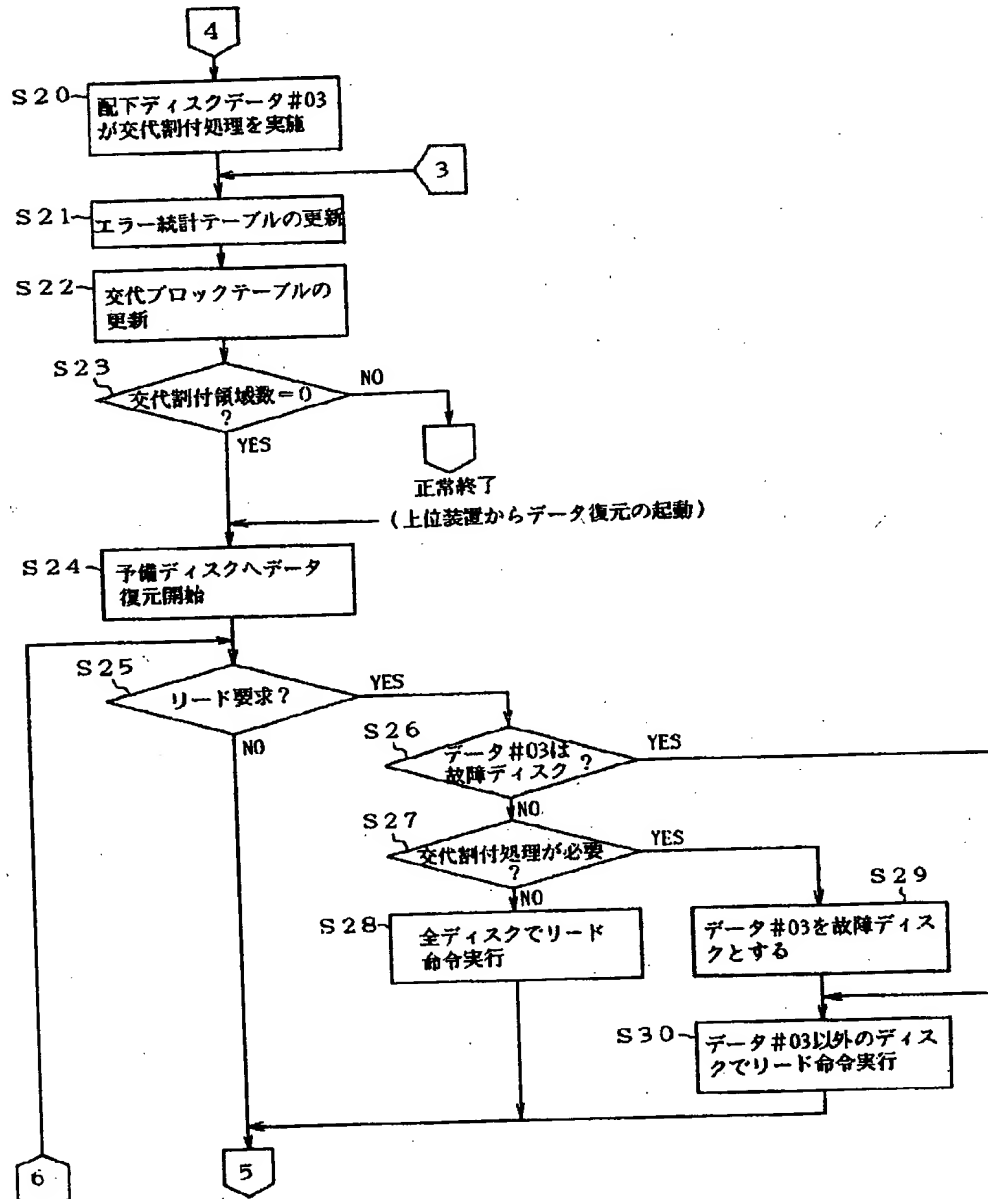 4
S20
配下ディスクデータ#03
が交代割付処理を実施
3
S21
エラー統計テーブルの更新
S22
交代ブロックテーブルの
更新
S23
交代割付領域数=0
?
NO
YES
正常終了
(上位装置からデータ復元の起動)
S24
予備ディスクへデータ
復元開始
S25
リード要求?
YES
NO
S26
データ#03は
故障ディスク
?
YES
NO
S27
交代割付処理が必要
?
YES
NO
S28
全ディスクでリード
命令実行
S29
データ#03を故障ディス
クとする
S30
データ#03以外のディス
クでリード命令実行
6
5